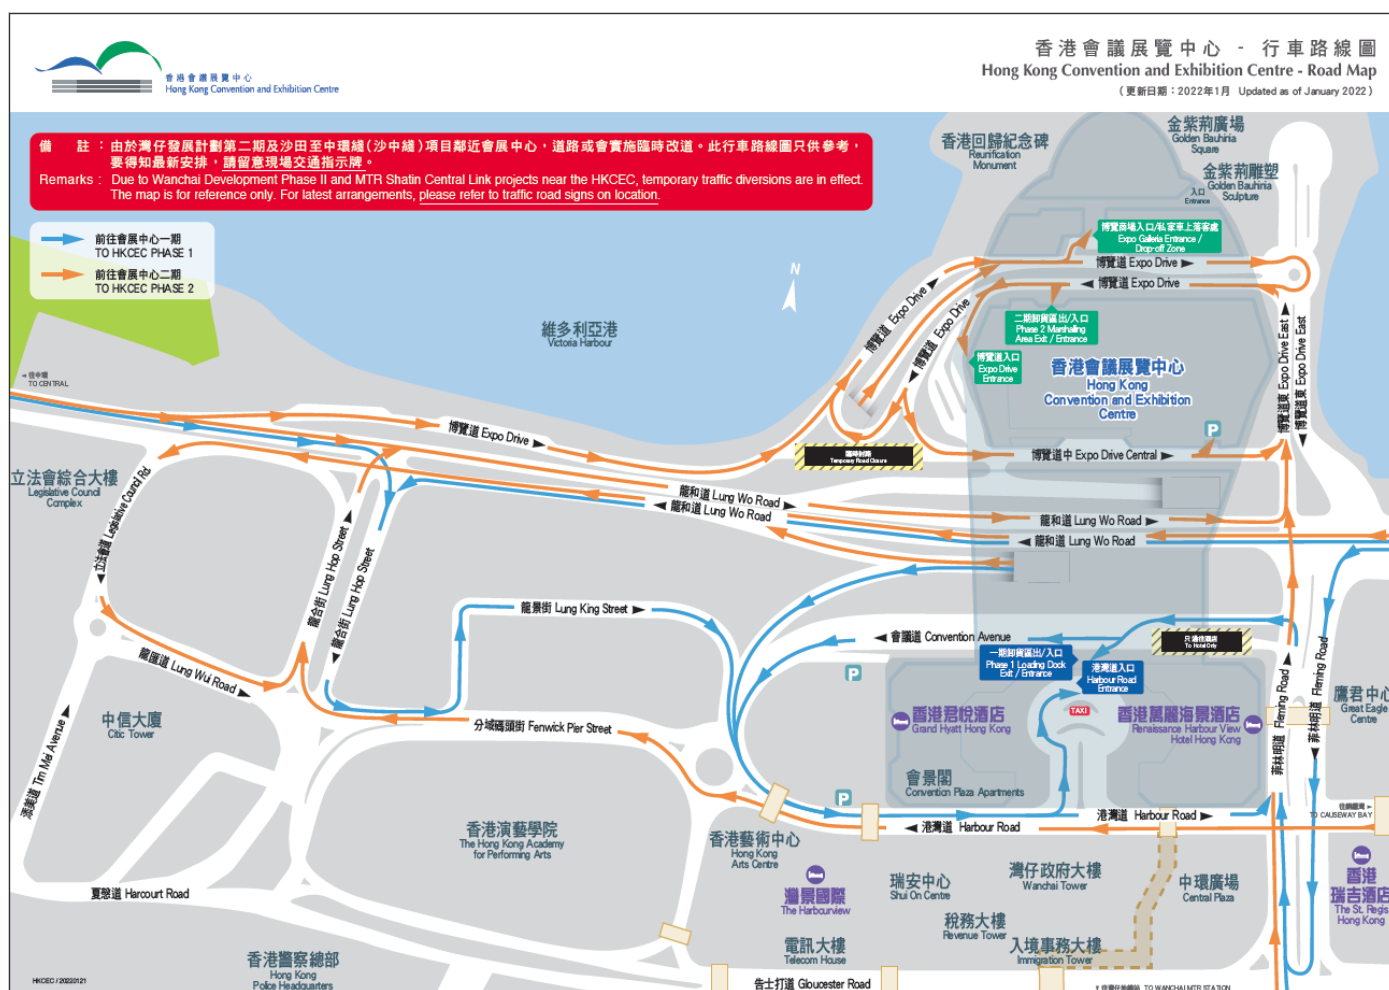 香港會議展覽中心
Hong Kong Convention and Exhibition Centre
香港會議展覽中心 - 行車路線圖
Hong Kong Convention and Exhibition Centre - Road Map
(更新日期：2022年1月 Updated as of January 2022)
備 註：由於灣仔發展計劃第二期及沙田至中環綫(沙中綫)項目鄰近會展中心，道路或會實施臨時改道。此行車路線圖只供參考，
要得知最新安排，請留意現場交通指示牌。
Remarks : Due to Wanchai Development Phase II and MTR Shatin Central Link projects near the HKCEC, temporary traffic diversions are in effect.
The map is for reference only. For latest arrangements, please refer to traffic road signs on location.
前往會展中心一期
TO HKCEC PHASE 1
前往會展中心二期
TO HKCEC PHASE 2
香港回歸紀念碑
Reunification
Monument
金紫荊廣場
Golden Bauhinia
Square
金紫荊雕塑
Golden Bauhinia
Sculpture
入口
Entrance
博覽商場入口/私家車上落客處
Expo Galleria Entrance /
Drop-off Zone
博覽道 Expo Drive
博覽道 Expo Drive
博覽道 Expo Drive
博覽道 Expo Drive
二期卸貨區出/入口
Phase 2 Marshalling
Area Exit / Entrance
博覽道入口
Expo Drive
Entrance
N
維多利亞港
Victoria Harbour
香港會議展覽中心
Hong Kong
Convention and Exhibition
Centre
博覽道東 Expo Drive East
博覽道東 Expo Drive East
往中環
TO CENTRAL
博覽道 Expo Drive
臨時封路
Temporary Road Closure
博覽道中 Expo Drive Central
P
立法會綜合大樓
Legislative Council
Complex
立法會道 Legislative Council Rd.
龍和道 Lung Wo Road
龍和道 Lung Wo Road
龍和道 Lung Wo Road
龍和道 Lung Wo Road
龍合街 Lung Hop Street
龍合街 Lung Hop Street
龍景街 Lung King Street
會議道 Convention Avenue
只通往酒店
To Hotel Only
一期卸貨區出/入口
Phase 1 Loading Dock
Exit / Entrance
港灣道入口
Harbour Road
Entrance
P
TAXI
龍匯道 Lung Wui Road
中信大廈
Citic Tower
添美道 Tim Mei Avenue
分域碼頭街 Fenwick Pier Street
香港君悅酒店
Grand Hyatt Hong Kong
香港萬麗海景酒店
Renaissance Harbour View
Hotel Hong Kong
菲林明道 Fleming Road
菲林明道 Fleming Road
鷹君中心
Great Eagle
Centre
會景閣
Convention Plaza Apartments
P
港灣道 Harbour Road
港灣道 Harbour Road
往銅鑼灣
TO CAUSEWAY BAY
香港演藝學院
The Hong Kong Academy
for Performing Arts
香港藝術中心
Hong Kong
Arts Centre
灣景國際
The Harbourview
瑞安中心
Shui On Centre
灣仔政府大樓
Wanchai Tower
中環廣場
Central Plaza
香港
瑞吉酒店
The St. Regis
Hong Kong
夏慤道 Harcourt Road
稅務大樓
Revenue Tower
電訊大樓
Telecom House
入境事務大樓
Immigration Tower
香港警察總部
Hong Kong
Police Headquarters
告士打道 Gloucester Road
TO WANCHAI MTR STATION
HKCEC / 20220121